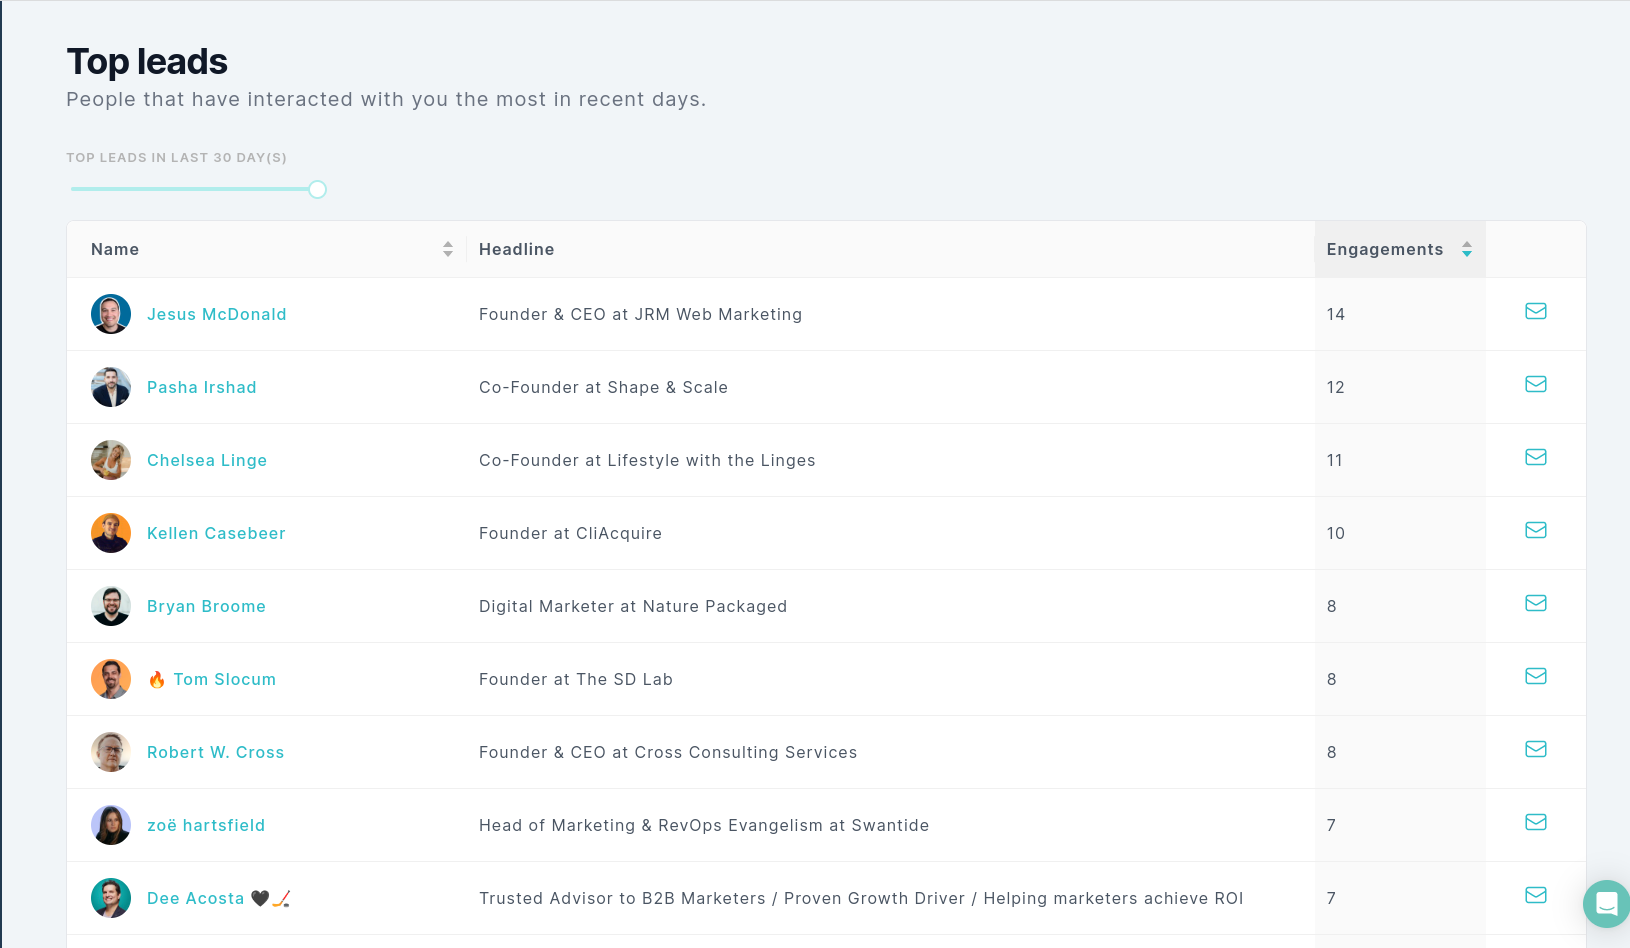 Top leads
People that have interacted with you the most in recent days.
TOP LEADS IN LAST 30 DAY(S)
Name Headline Engagements
Jesus McDonald Founder & CEO at JRM Web Marketing 14
Pasha Irshad Co-Founder at Shape & Scale 12
Chelsea Linge Co-Founder at Lifestyle with the Linges 11
Kellen Casebeer Founder at CliAcquire 10
Bryan Broome Digital Marketer at Nature Packaged 8
🔥 Tom Slocum Founder at The SD Lab 8
Robert W. Cross Founder & CEO at Cross Consulting Services 8
zoë hartsfield Head of Marketing & RevOps Evangelism at Swantide 7
Dee Acosta 🖤🏒 Trusted Advisor to B2B Marketers / Proven Growth Driver / Helping marketers achieve ROI 7